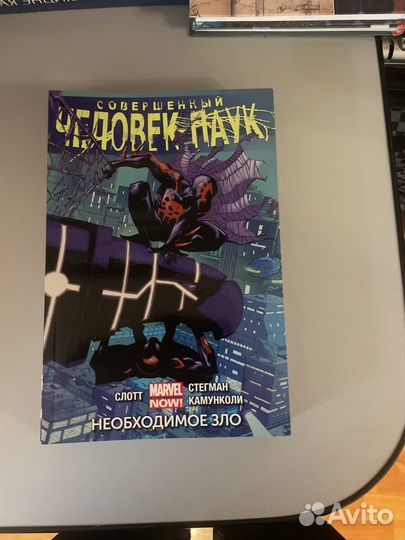 СОВЕРШЕННЫЙ
ЧЕЛОВЕК-ПАУК
СЛОТТ
MARVEL
NOW!
СТЕГМАН
КАМУНКОЛИ
НЕОБХОДИМОЕ ЗЛО
Avito